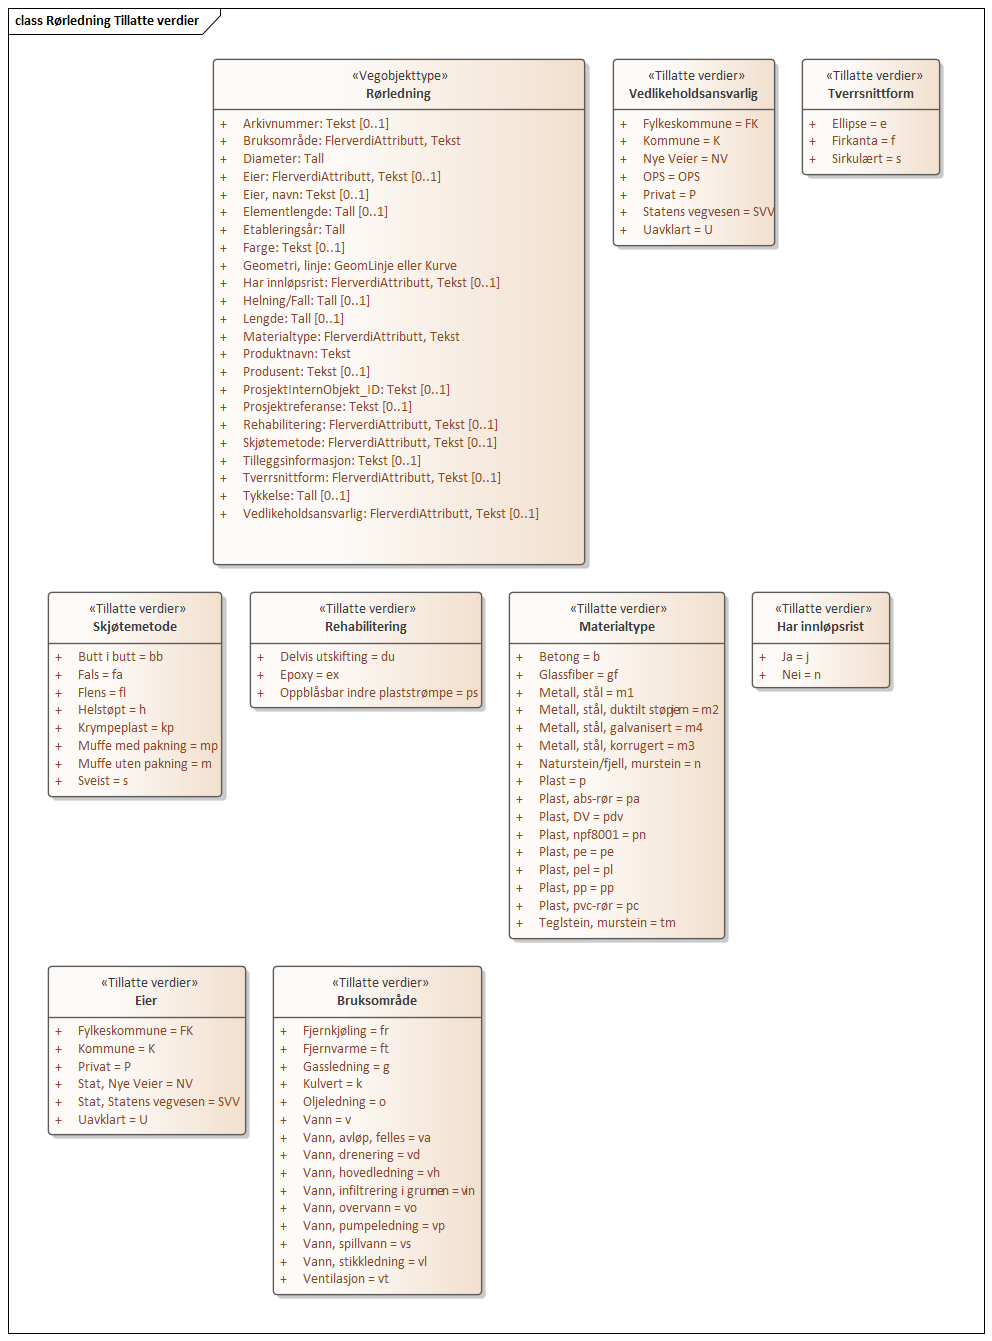 class Rørledning Tillatte verdier
«Vegobjekttype»
Rørledning
+ Arkivnummer: Tekst [0..1]
+ Bruksområde: FlerverdiAttributt, Tekst
+ Diameter: Tall
+ Eier: FlerverdiAttributt, Tekst [0..1]
+ Eier, navn: Tekst [0..1]
+ Elementlengde: Tall [0..1]
+ Etableringsår: Tall
+ Farge: Tekst [0..1]
+ Geometri, linje: GeomLinje eller Kurve
+ Har innløpsrist: FlerverdiAttributt, Tekst [0..1]
+ Helning/Fall: Tall [0..1]
+ Lengde: Tall [0..1]
+ Materialtype: FlerverdiAttributt, Tekst
+ Produktnavn: Tekst
+ Produsent: Tekst [0..1]
+ ProsjektInternObjekt_ID: Tekst [0..1]
+ Prosjektreferanse: Tekst [0..1]
+ Rehabilitering: FlerverdiAttributt, Tekst [0..1]
+ Skjøtemetode: FlerverdiAttributt, Tekst [0..1]
+ Tilleggsinformasjon: Tekst [0..1]
+ Tverrsnittform: FlerverdiAttributt, Tekst [0..1]
+ Tykkelse: Tall [0..1]
+ Vedlikeholdsansvarlig: FlerverdiAttributt, Tekst [0..1]
«Tillatte verdier»
Vedlikeholdsansvarlig
+ Fylkeskommune = FK
+ Kommune = K
+ Nye Veier = NV
+ OPS = OPS
+ Privat = P
+ Statens vegvesen = SVV
+ Uavklart = U
«Tillatte verdier»
Tverrsnittform
+ Ellipse = e
+ Firkanta = f
+ Sirkulært = s
«Tillatte verdier»
Skjøtemetode
+ Butt i butt = bb
+ Fals = fa
+ Flens = fl
+ Helstøpt = h
+ Krympeplast = kp
+ Muffe med pakning = mp
+ Muffe uten pakning = m
+ Sveist = s
«Tillatte verdier»
Rehabilitering
+ Delvis utskifting = du
+ Epoxy = ex
+ Oppblåsbar indre plaststrømpe = ps
«Tillatte verdier»
Materialtype
+ Betong = b
+ Glassfiber = gf
+ Metall, stål = m1
+ Metall, stål, duktilt støpejern = m2
+ Metall, stål, galvanisert = m4
+ Metall, stål, korrugert = m3
+ Naturstein/fjell, murstein = n
+ Plast = p
+ Plast, abs-rør = pa
+ Plast, DV = pdv
+ Plast, npf8001 = pn
+ Plast, pe = pe
+ Plast, pel = pl
+ Plast, pp = pp
+ Plast, pvc-rør = pc
+ Teglstein, murstein = tm
«Tillatte verdier»
Har innløpsrist
+ Ja = j
+ Nei = n
«Tillatte verdier»
Eier
+ Fylkeskommune = FK
+ Kommune = K
+ Privat = P
+ Stat, Nye Veier = NV
+ Stat, Statens vegvesen = SVV
+ Uavklart = U
«Tillatte verdier»
Bruksområde
+ Fjernkjøling = fr
+ Fjernvarme = ft
+ Gassledning = g
+ Kulvert = k
+ Oljeledning = o
+ Vann = v
+ Vann, avløp, felles = va
+ Vann, drenering = vd
+ Vann, hovedledning = vh
+ Vann, infiltrering i grunnen = vin
+ Vann, overvann = vo
+ Vann, pumpeledning = vp
+ Vann, spillvann = vs
+ Vann, stikkledning = vl
+ Ventilasjon = vt